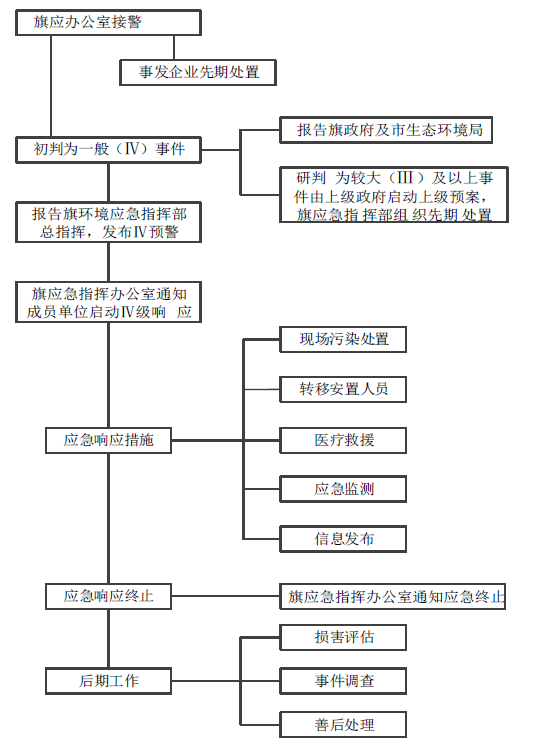 旗应办公室接警
事发企业先期处置
初判为一般（Ⅳ）事件
报告旗政府及市生态环境局
研判 为较大（Ⅲ）及以上事
件由上级政府启动上级预案，
旗应急指 挥部组 织先期 处置
报告旗环境应急指挥部
总指挥，发布Ⅳ预警
旗应急指挥办公室通知
成员单位启动Ⅳ级响 应
现场污染处置
转移安置人员
应急响应措施
医疗救援
应急监测
信息发布
应急响应终止
旗应急指挥办公室通知应急终止
损害评估
后期工作
事件调查
善后处理